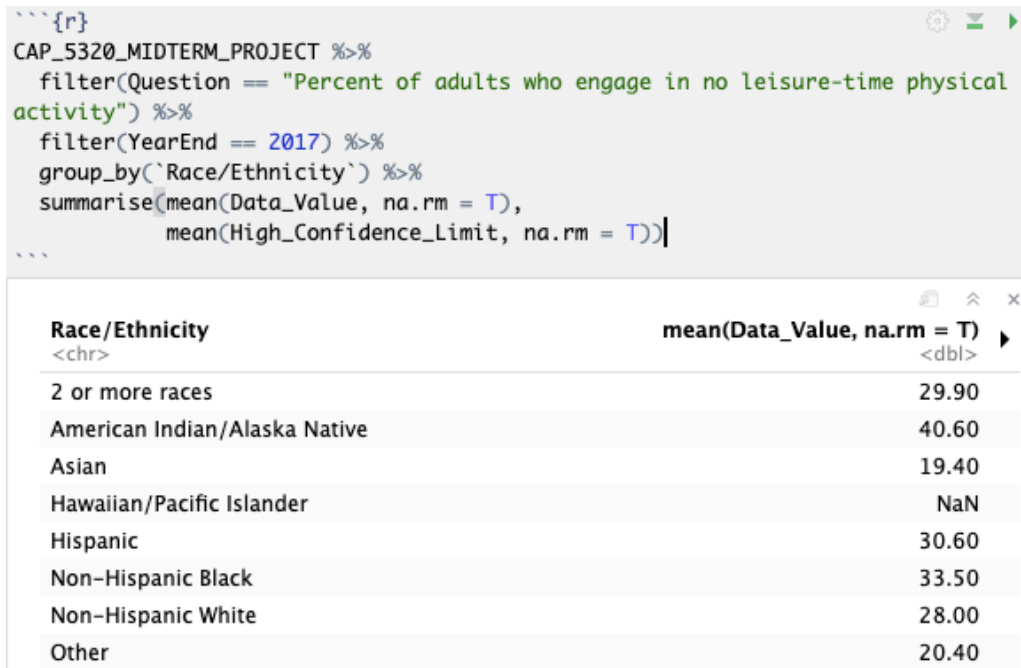 ```{r}
CAP_5320_MIDTERM_PROJECT %>%
  filter(Question == "Percent of adults who engage in no leisure-time physical
activity") %>%
  filter(YearEnd == 2017) %>%
  group_by(`Race/Ethnicity`) %>%
  summarise(mean(Data_Value, na.rm = T),
            mean(High_Confidence_Limit, na.rm = T))
```
Race/Ethnicity mean(Data_Value, na.rm = T)
<chr> <dbl>
2 or more races 29.90
American Indian/Alaska Native 40.60
Asian 19.40
Hawaiian/Pacific Islander NaN
Hispanic 30.60
Non-Hispanic Black 33.50
Non-Hispanic White 28.00
Other 20.40